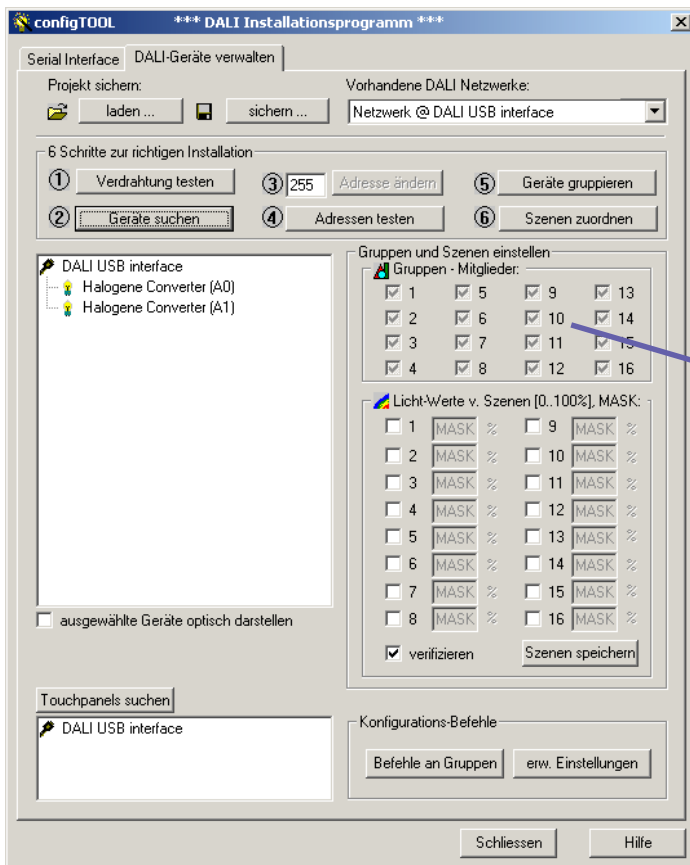 configTOOL *** DALI Installationsprogramm ***
Serial Interface DALI-Geräte verwalten
Projekt sichern: Vorhandene DALI Netzwerke:
laden ... sichern ... Netzwerk @ DALI USB interface
6 Schritte zur richtigen Installation
1 Verdrahtung testen 3 255 Adresse ändern 5 Geräte gruppieren
2 Geräte suchen 4 Adressen testen 6 Szenen zuordnen
DALI USB interface
Halogene Converter (A0)
Halogene Converter (A1)
ausgewählte Geräte optisch darstellen
Gruppen und Szenen einstellen
Gruppen - Mitglieder:
1 5 9 13
2 6 10 14
3 7 11 15
4 8 12 16
Licht-Werte v. Szenen [0..100%], MASK:
1 MASK % 9 MASK %
2 MASK % 10 MASK %
3 MASK % 11 MASK %
4 MASK % 12 MASK %
5 MASK % 13 MASK %
6 MASK % 14 MASK %
7 MASK % 15 MASK %
8 MASK % 16 MASK %
verifizieren Szenen speichern
Touchpanels suchen
DALI USB interface
Konfigurations-Befehle
Befehle an Gruppen erw. Einstellungen
Schliessen Hilfe